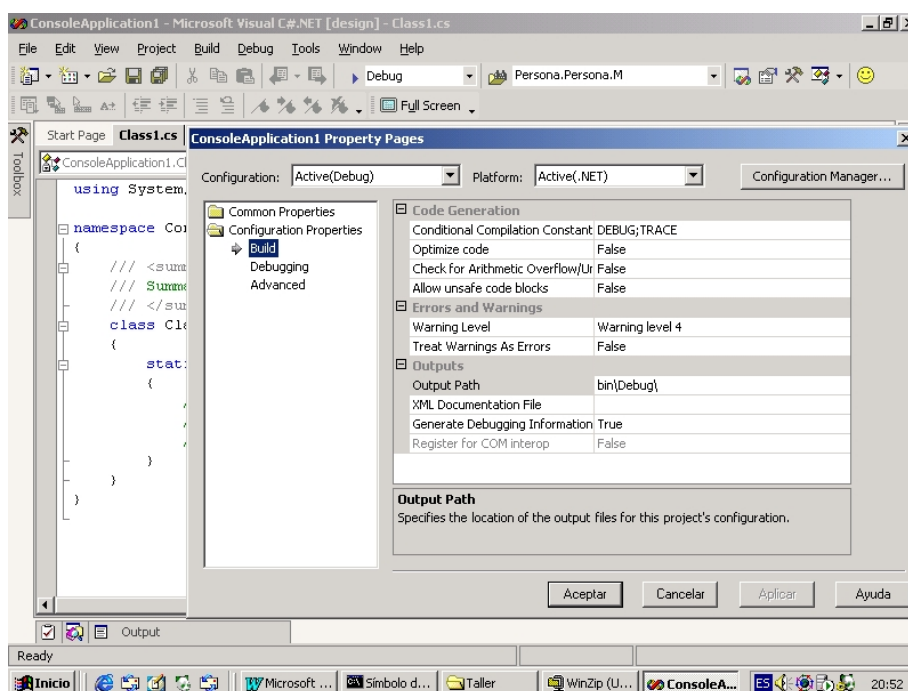 ConsoleApplication1 - Microsoft Visual C#.NET [design] - Class1.cs
File Edit View Project Build Debug Tools Window Help
Debug Persona.Persona.M
Full Screen
Toolbox
Start Page Class1.cs
ConsoleApplication1.Cl
using System
namespace Co
{
/// <summ
/// Summa
/// </su
class Cla
{
stat
{
}
}
}
ConsoleApplication1 Property Pages
Configuration: Active(Debug) Platform: Active(.NET) Configuration Manager...
Common Properties
Configuration Properties
Build
Debugging
Advanced
Code Generation
Conditional Compilation Constant DEBUG;TRACE
Optimize code False
Check for Arithmetic Overflow/Ur False
Allow unsafe code blocks False
Errors and Warnings
Warning Level Warning level 4
Treat Warnings As Errors False
Outputs
Output Path bin\Debug\
XML Documentation File
Generate Debugging Information True
Register for COM interop False
Output Path
Specifies the location of the output files for this project's configuration.
Aceptar Cancelar Aplicar Ayuda
Output
Ready
Inicio Microsoft ... Símbolo d... Taller WinZip (U... ConsoleA... ES 20:52